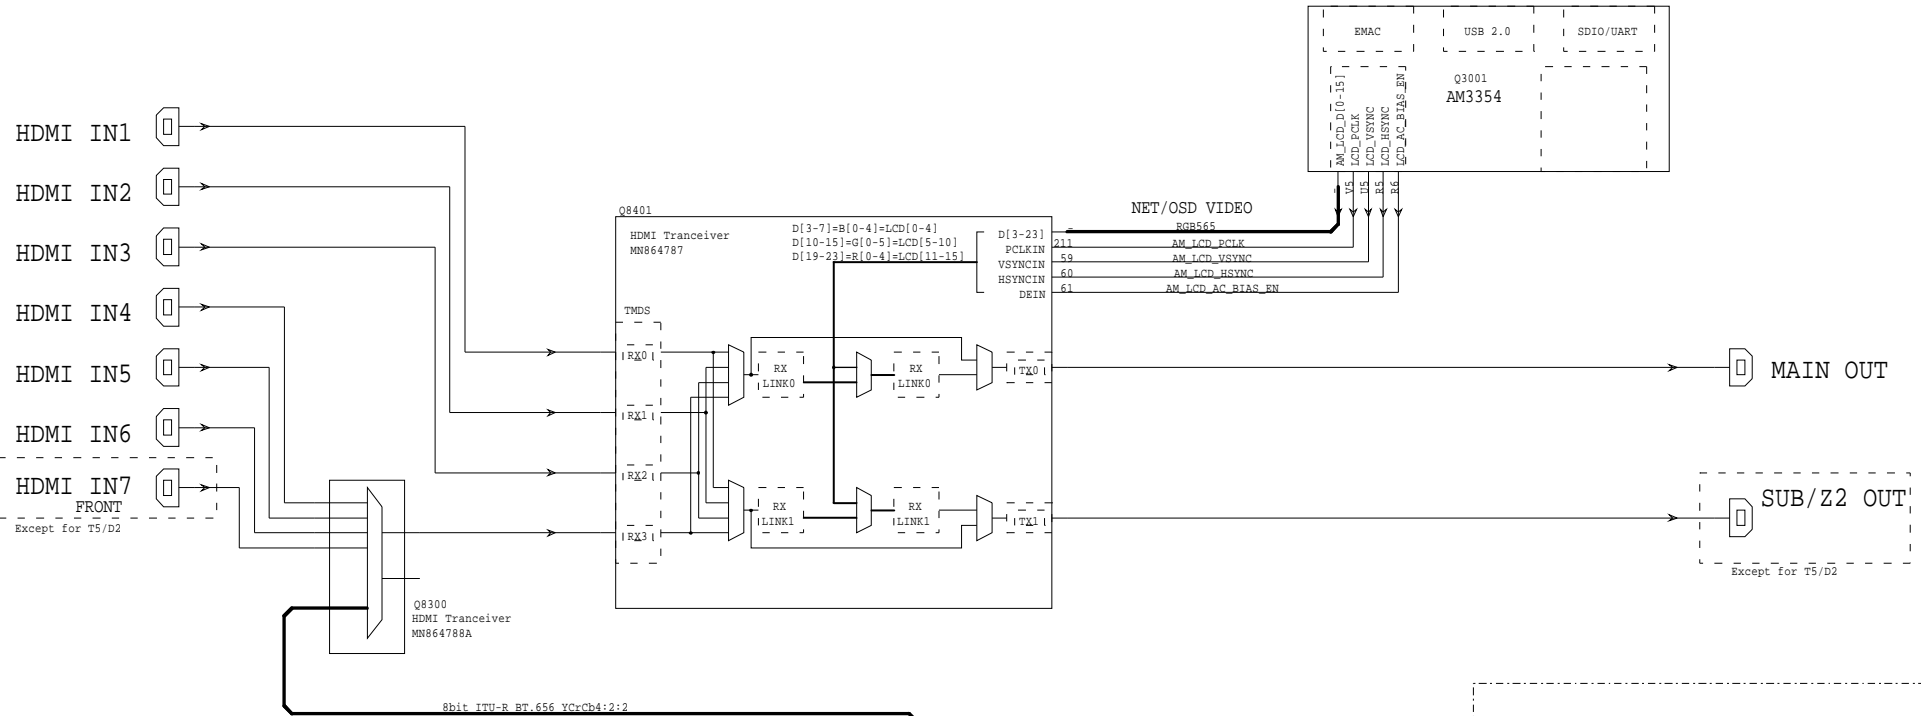 EMAC
USB 2.0
SDIO/UART
Q3001
AM3354
AM_LCD_D[0-15]
LCD_PCLK
LCD_VSYNC
LCD_HSYNC
LCD_AC_BIAS_EN
-
V5
U5
R5
R6
HDMI IN1
HDMI IN2
HDMI IN3
HDMI IN4
HDMI IN5
HDMI IN6
HDMI IN7
FRONT
Except for T5/D2
Q8401
HDMI Tranceiver
MN864787
D[3-7]=B[0-4]=LCD[0-4]
D[10-15]=G[0-5]=LCD[5-10]
D[19-23]=R[0-4]=LCD[11-15]
D[3-23]
PCLKIN
VSYNCIN
HSYNCIN
DEIN
NET/OSD VIDEO
-
RGB565
211
AM_LCD_PCLK
59
AM_LCD_VSYNC
60
AM_LCD_HSYNC
61
AM_LCD_AC_BIAS_EN
TMDS
RX0
RX1
RX2
RX3
RX
LINK0
RX
LINK0
TX0
RX
LINK1
RX
LINK1
TX1
MAIN OUT
SUB/Z2 OUT
Except for T5/D2
Q8300
HDMI Tranceiver
MN864788A
8bit ITU-R BT.656 YCrCb4:2:2